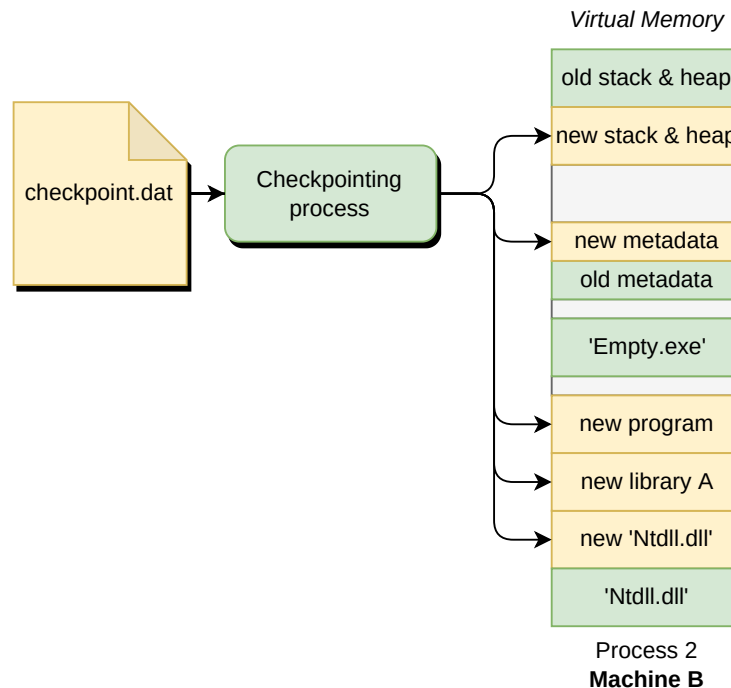 Virtual Memory
old stack & heap
new stack & heap
checkpoint.dat
Checkpointing
process
new metadata
old metadata
'Empty.exe'
new program
new library A
new 'Ntdll.dll'
'Ntdll.dll'
Process 2
Machine B